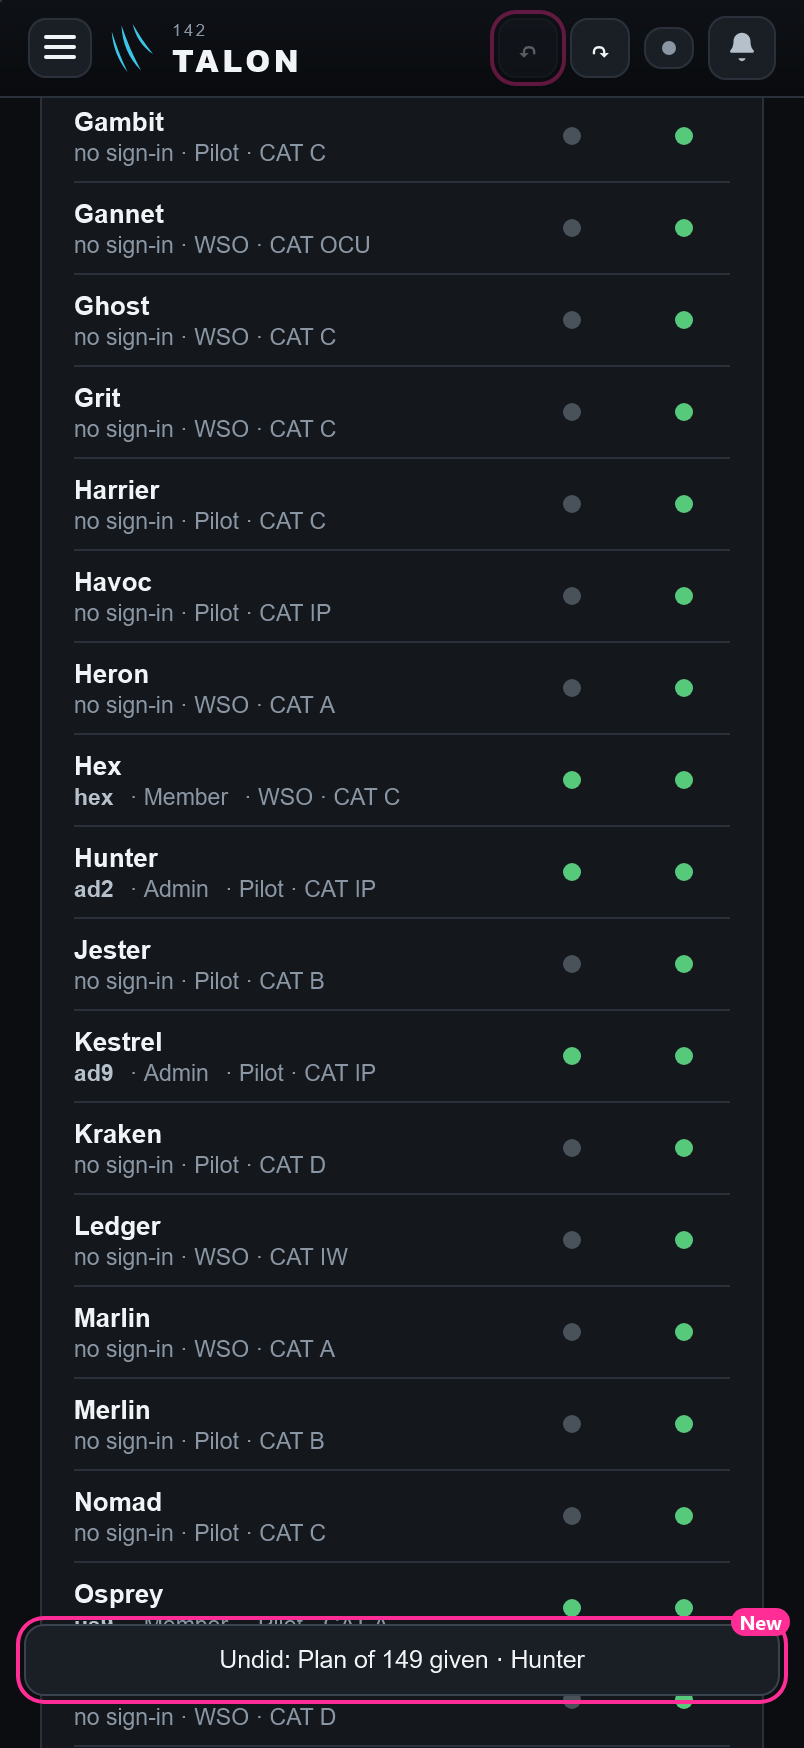 142
TALON
Gambit
no sign-in · Pilot · CAT C
Gannet
no sign-in · WSO · CAT OCU
Ghost
no sign-in · WSO · CAT C
Grit
no sign-in · WSO · CAT C
Harrier
no sign-in · Pilot · CAT C
Havoc
no sign-in · Pilot · CAT IP
Heron
no sign-in · WSO · CAT A
Hex
hex · Member · WSO · CAT C
Hunter
ad2 · Admin · Pilot · CAT IP
Jester
no sign-in · Pilot · CAT B
Kestrel
ad9 · Admin · Pilot · CAT IP
Kraken
no sign-in · Pilot · CAT D
Ledger
no sign-in · WSO · CAT IW
Marlin
no sign-in · WSO · CAT A
Merlin
no sign-in · Pilot · CAT B
Nomad
no sign-in · Pilot · CAT C
Osprey
· Member · Pilot · CAT A
New
Undid: Plan of 149 given · Hunter
no sign-in · WSO · CAT D